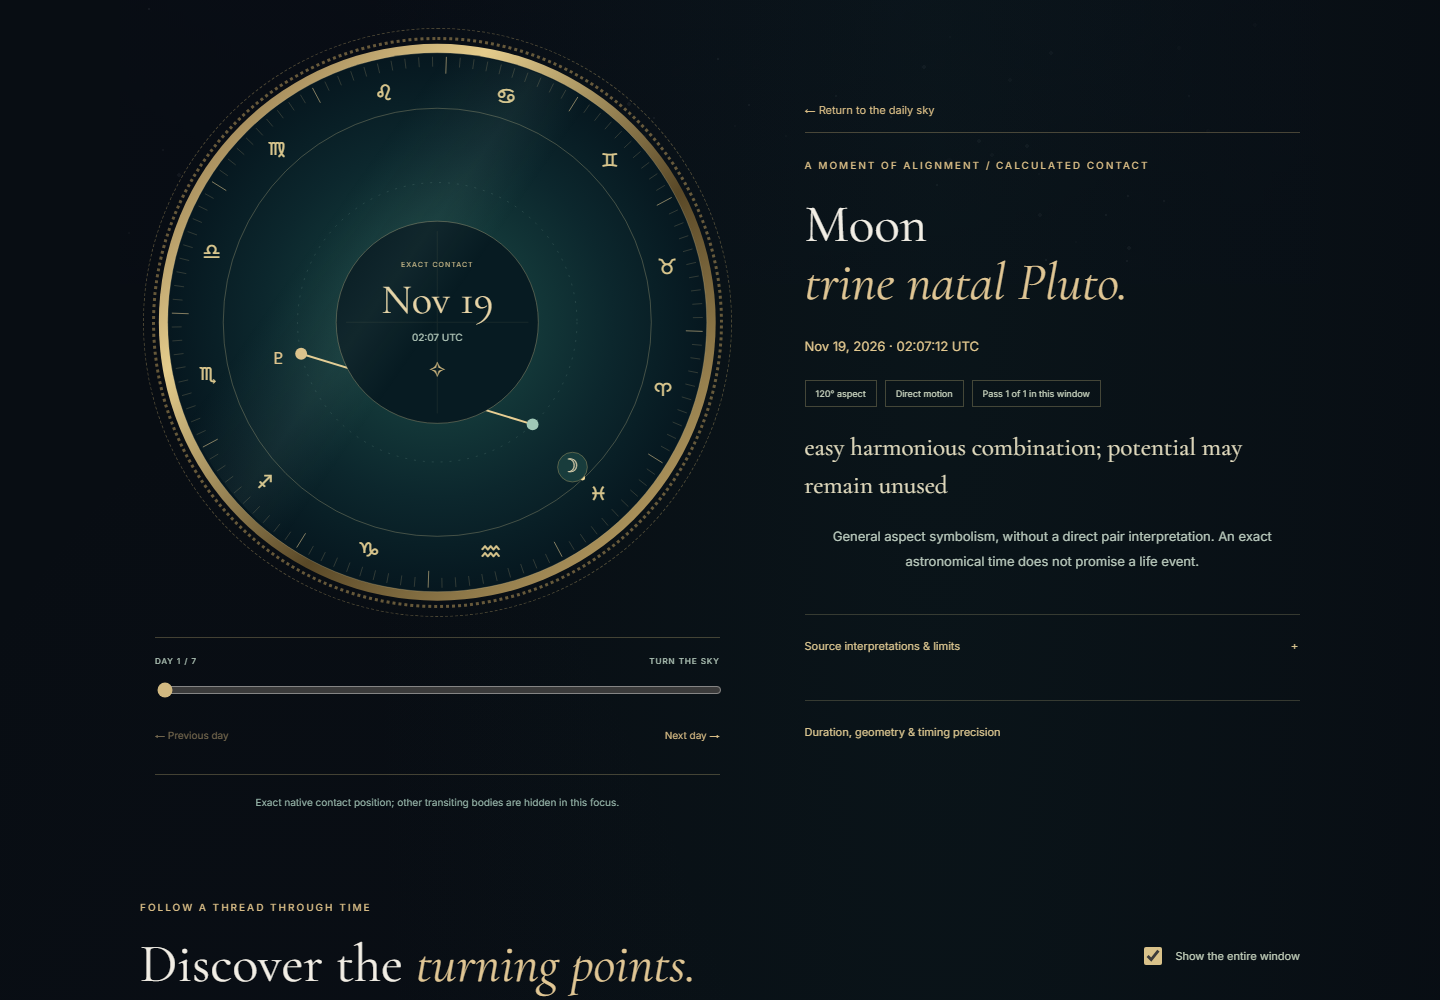 ♌ ♋
♍ ♊
♎ ♉
EXACT CONTACT
Nov 19
02:07 UTC
♇
♏ ♈
☽
♐ ♓
♑ ♒
DAY 1 / 7
TURN THE SKY
← Previous day
Next day →
Exact native contact position; other transiting bodies are hidden in this focus.
← Return to the daily sky
A MOMENT OF ALIGNMENT / CALCULATED CONTACT
Moon
trine natal Pluto.
Nov 19, 2026 · 02:07:12 UTC
120° aspect
Direct motion
Pass 1 of 1 in this window
easy harmonious combination; potential may
remain unused
General aspect symbolism, without a direct pair interpretation. An exact
astronomical time does not promise a life event.
Source interpretations & limits +
Duration, geometry & timing precision
FOLLOW A THREAD THROUGH TIME
Discover the turning points.
Show the entire window